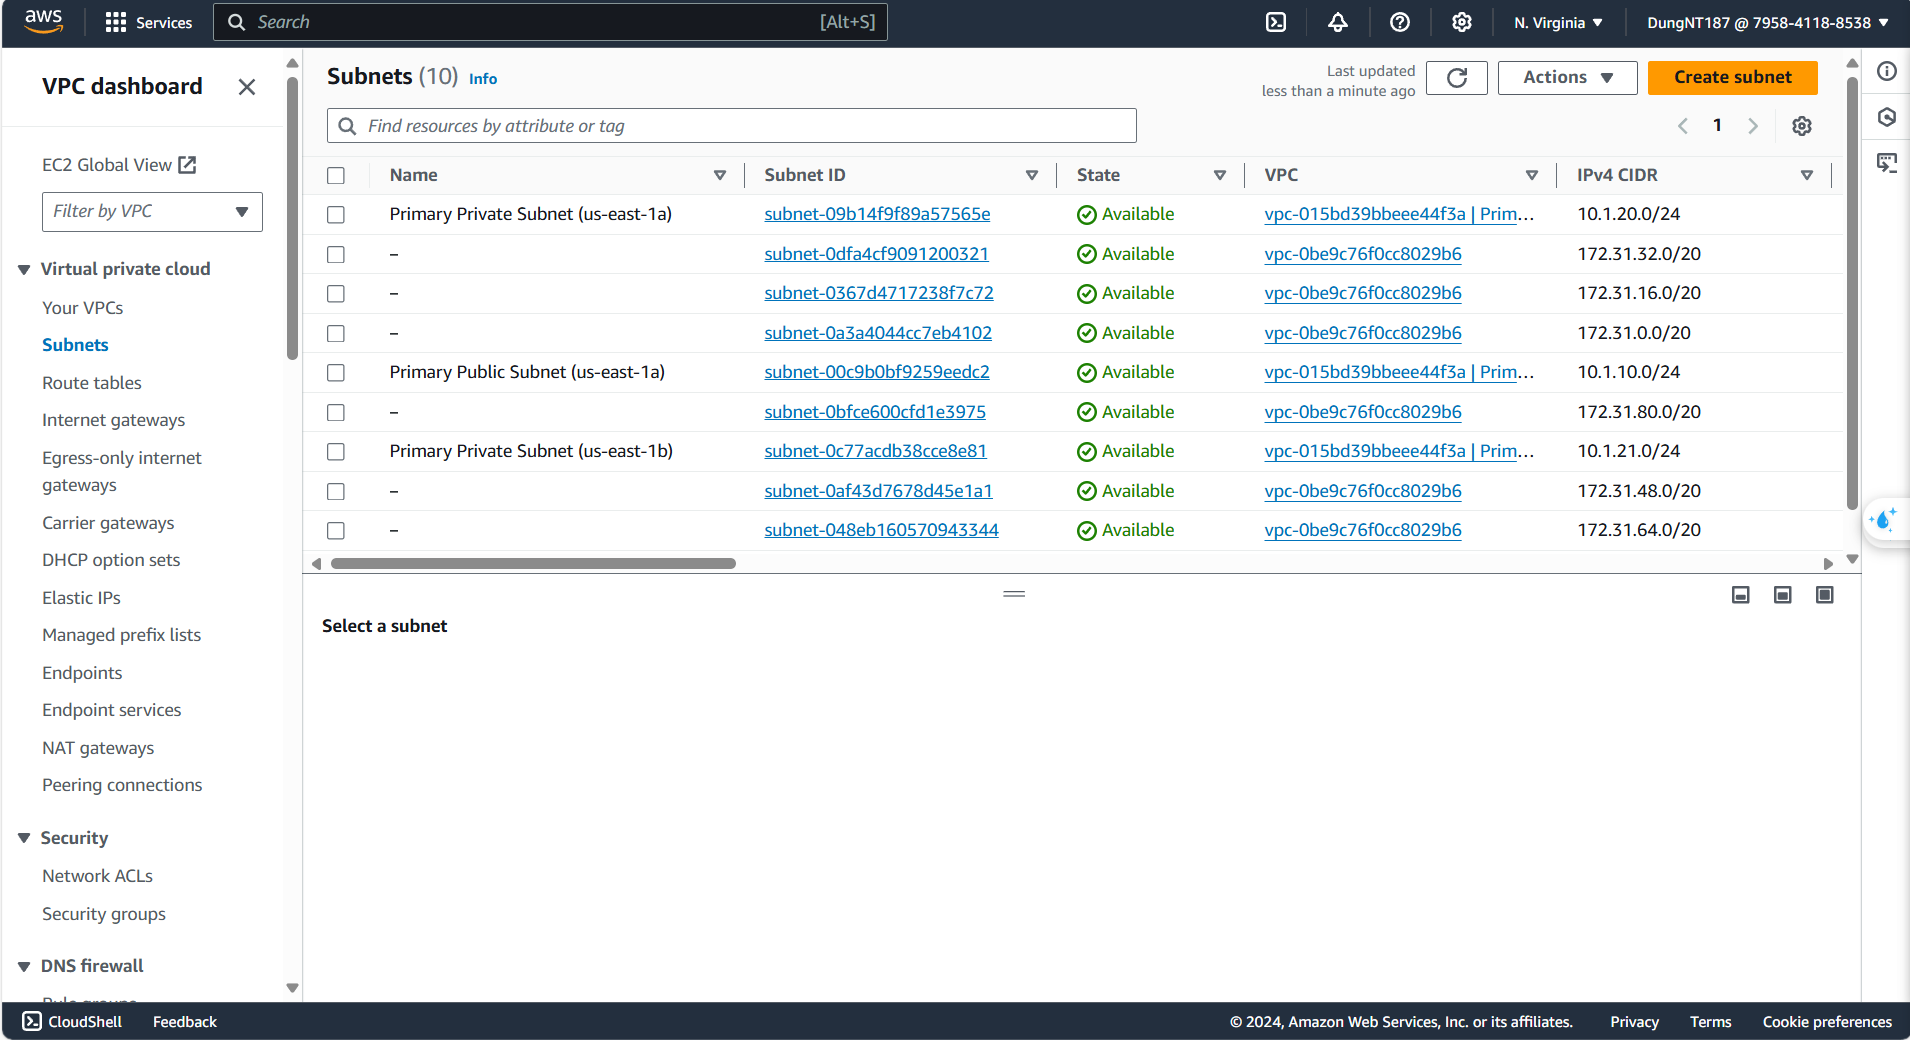 aws
Services
Search
[Alt+S]
N. Virginia
DungNT187 @ 7958-4118-8538
VPC dashboard
EC2 Global View
Filter by VPC
Virtual private cloud
Your VPCs
Subnets
Route tables
Internet gateways
Egress-only internet
gateways
Carrier gateways
DHCP option sets
Elastic IPs
Managed prefix lists
Endpoints
Endpoint services
NAT gateways
Peering connections
Security
Network ACLs
Security groups
DNS firewall
Rule groups
Subnets (10) Info
Last updated
less than a minute ago
Actions
Create subnet
Find resources by attribute or tag
1
Name Subnet ID State VPC IPv4 CIDR
Primary Private Subnet (us-east-1a) subnet-09b14f9f89a57565e Available vpc-015bd39bbeee44f3a | Prim... 10.1.20.0/24
– subnet-0dfa4cf9091200321 Available vpc-0be9c76f0cc8029b6 172.31.32.0/20
– subnet-0367d4717238f7c72 Available vpc-0be9c76f0cc8029b6 172.31.16.0/20
– subnet-0a3a4044cc7eb4102 Available vpc-0be9c76f0cc8029b6 172.31.0.0/20
Primary Public Subnet (us-east-1a) subnet-00c9b0bf9259eedc2 Available vpc-015bd39bbeee44f3a | Prim... 10.1.10.0/24
– subnet-0bfce600cfd1e3975 Available vpc-0be9c76f0cc8029b6 172.31.80.0/20
Primary Private Subnet (us-east-1b) subnet-0c77acdb38cce8e81 Available vpc-015bd39bbeee44f3a | Prim... 10.1.21.0/24
– subnet-0af43d7678d45e1a1 Available vpc-0be9c76f0cc8029b6 172.31.48.0/20
– subnet-048eb160570943344 Available vpc-0be9c76f0cc8029b6 172.31.64.0/20
Select a subnet
CloudShell
Feedback
© 2024, Amazon Web Services, Inc. or its affiliates.
Privacy
Terms
Cookie preferences